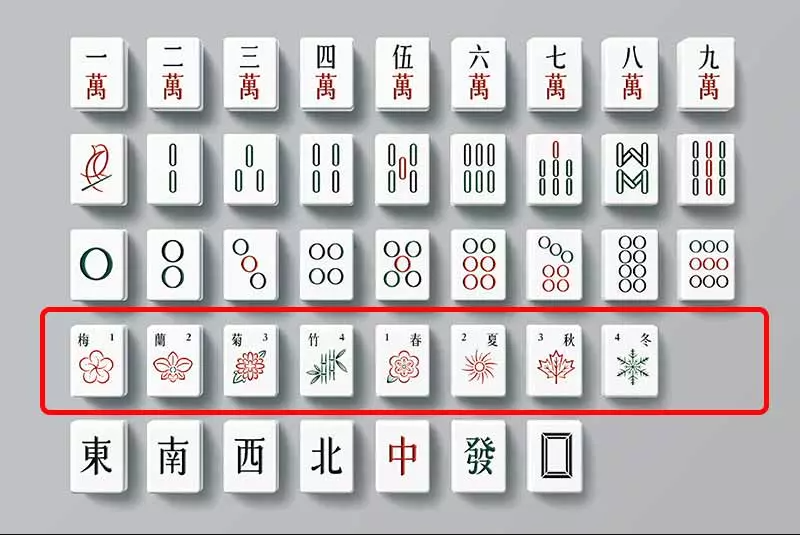 一萬 二萬 三萬 四萬 伍萬 六萬 七萬 八萬 九萬
梅 1 蘭 2 菊 3 竹 4 1 春 2 夏 3 秋 4 冬
東 南 西 北 中 發